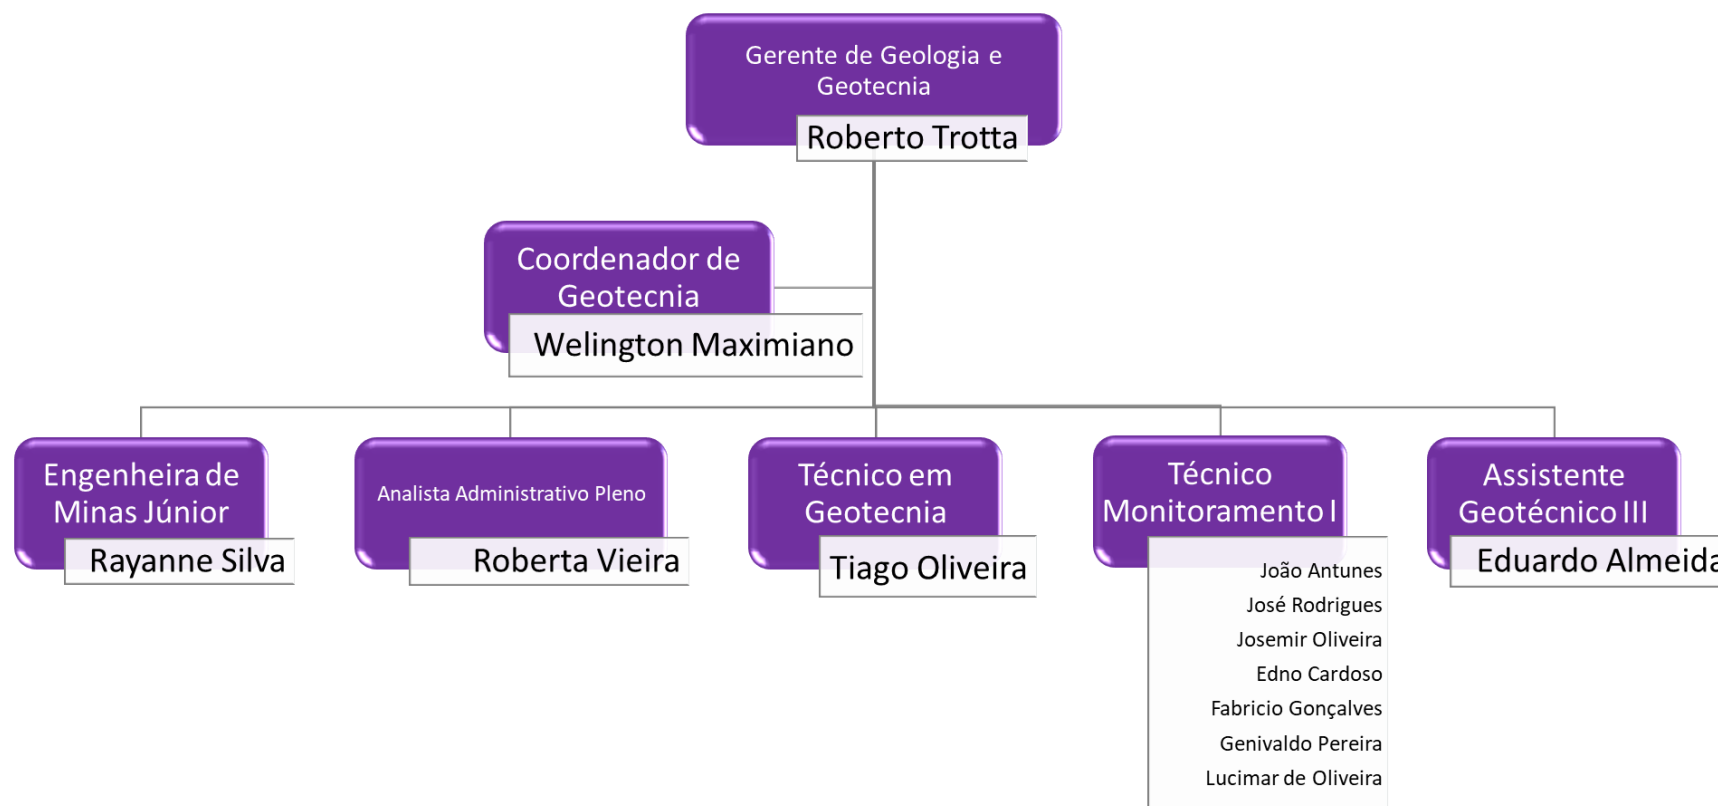 Gerente de Geologia e
Geotecnia
Roberto Trotta
Coordenador de
Geotecnia
Welington Maximiano
Engenheira de
Minas Júnior
Rayanne Silva
Analista Administrativo Pleno
Roberta Vieira
Técnico em
Geotecnia
Tiago Oliveira
Técnico
Monitoramento I
João Antunes
José Rodrigues
Josemir Oliveira
Edno Cardoso
Fabricio Gonçalves
Genivaldo Pereira
Lucimar de Oliveira
Assistente
Geotécnico III
Eduardo Almeida